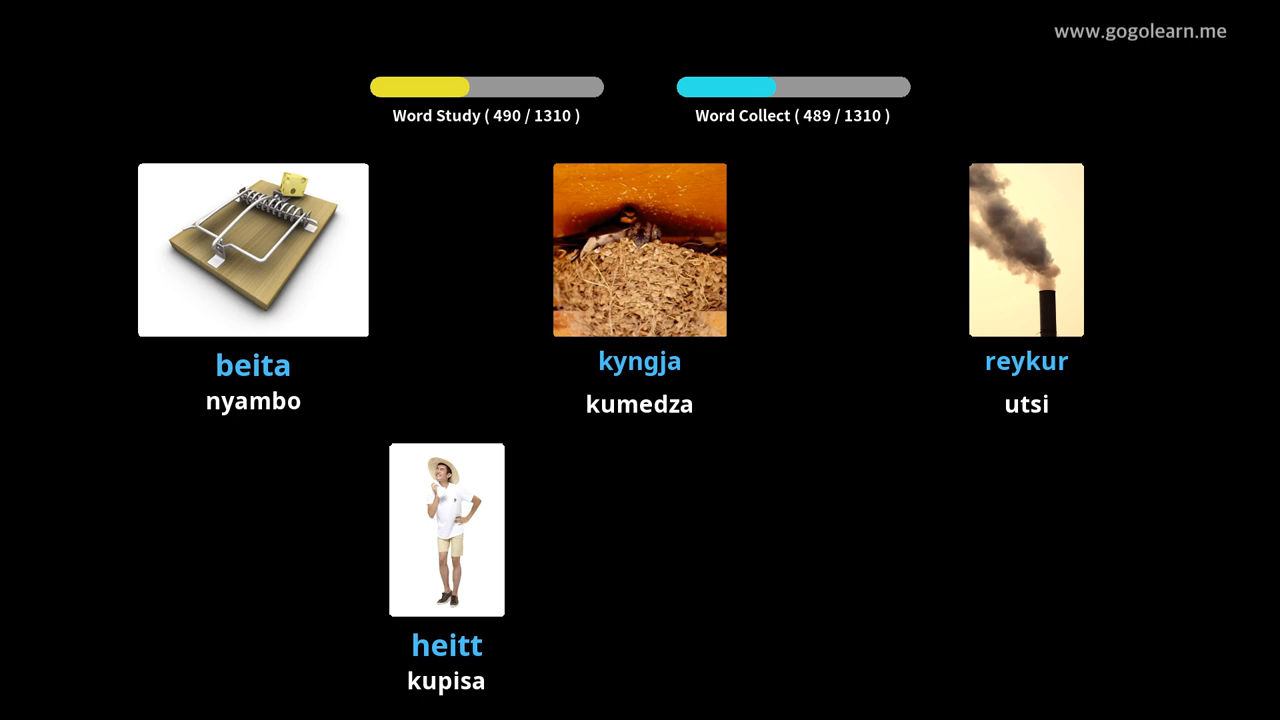 www.gogolearn.me
Word Study ( 490 / 1310 )
Word Collect ( 489 / 1310 )
beita
nyambo
kyngja
kumedza
reykur
utsi
heitt
kupisa